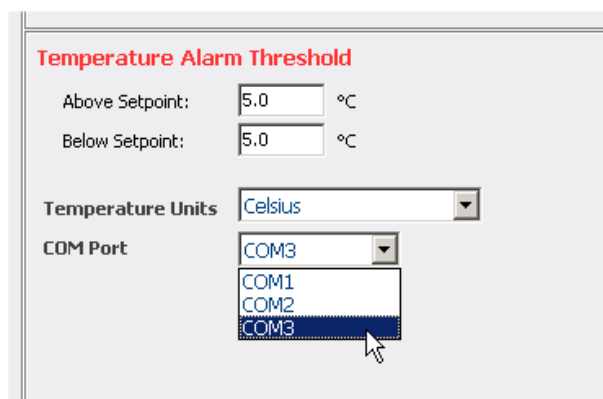 Temperature Alarm Threshold
Above Setpoint: 5.0 °C
Below Setpoint: 5.0 °C
Temperature Units Celsius
COM Port COM3
COM1
COM2
COM3